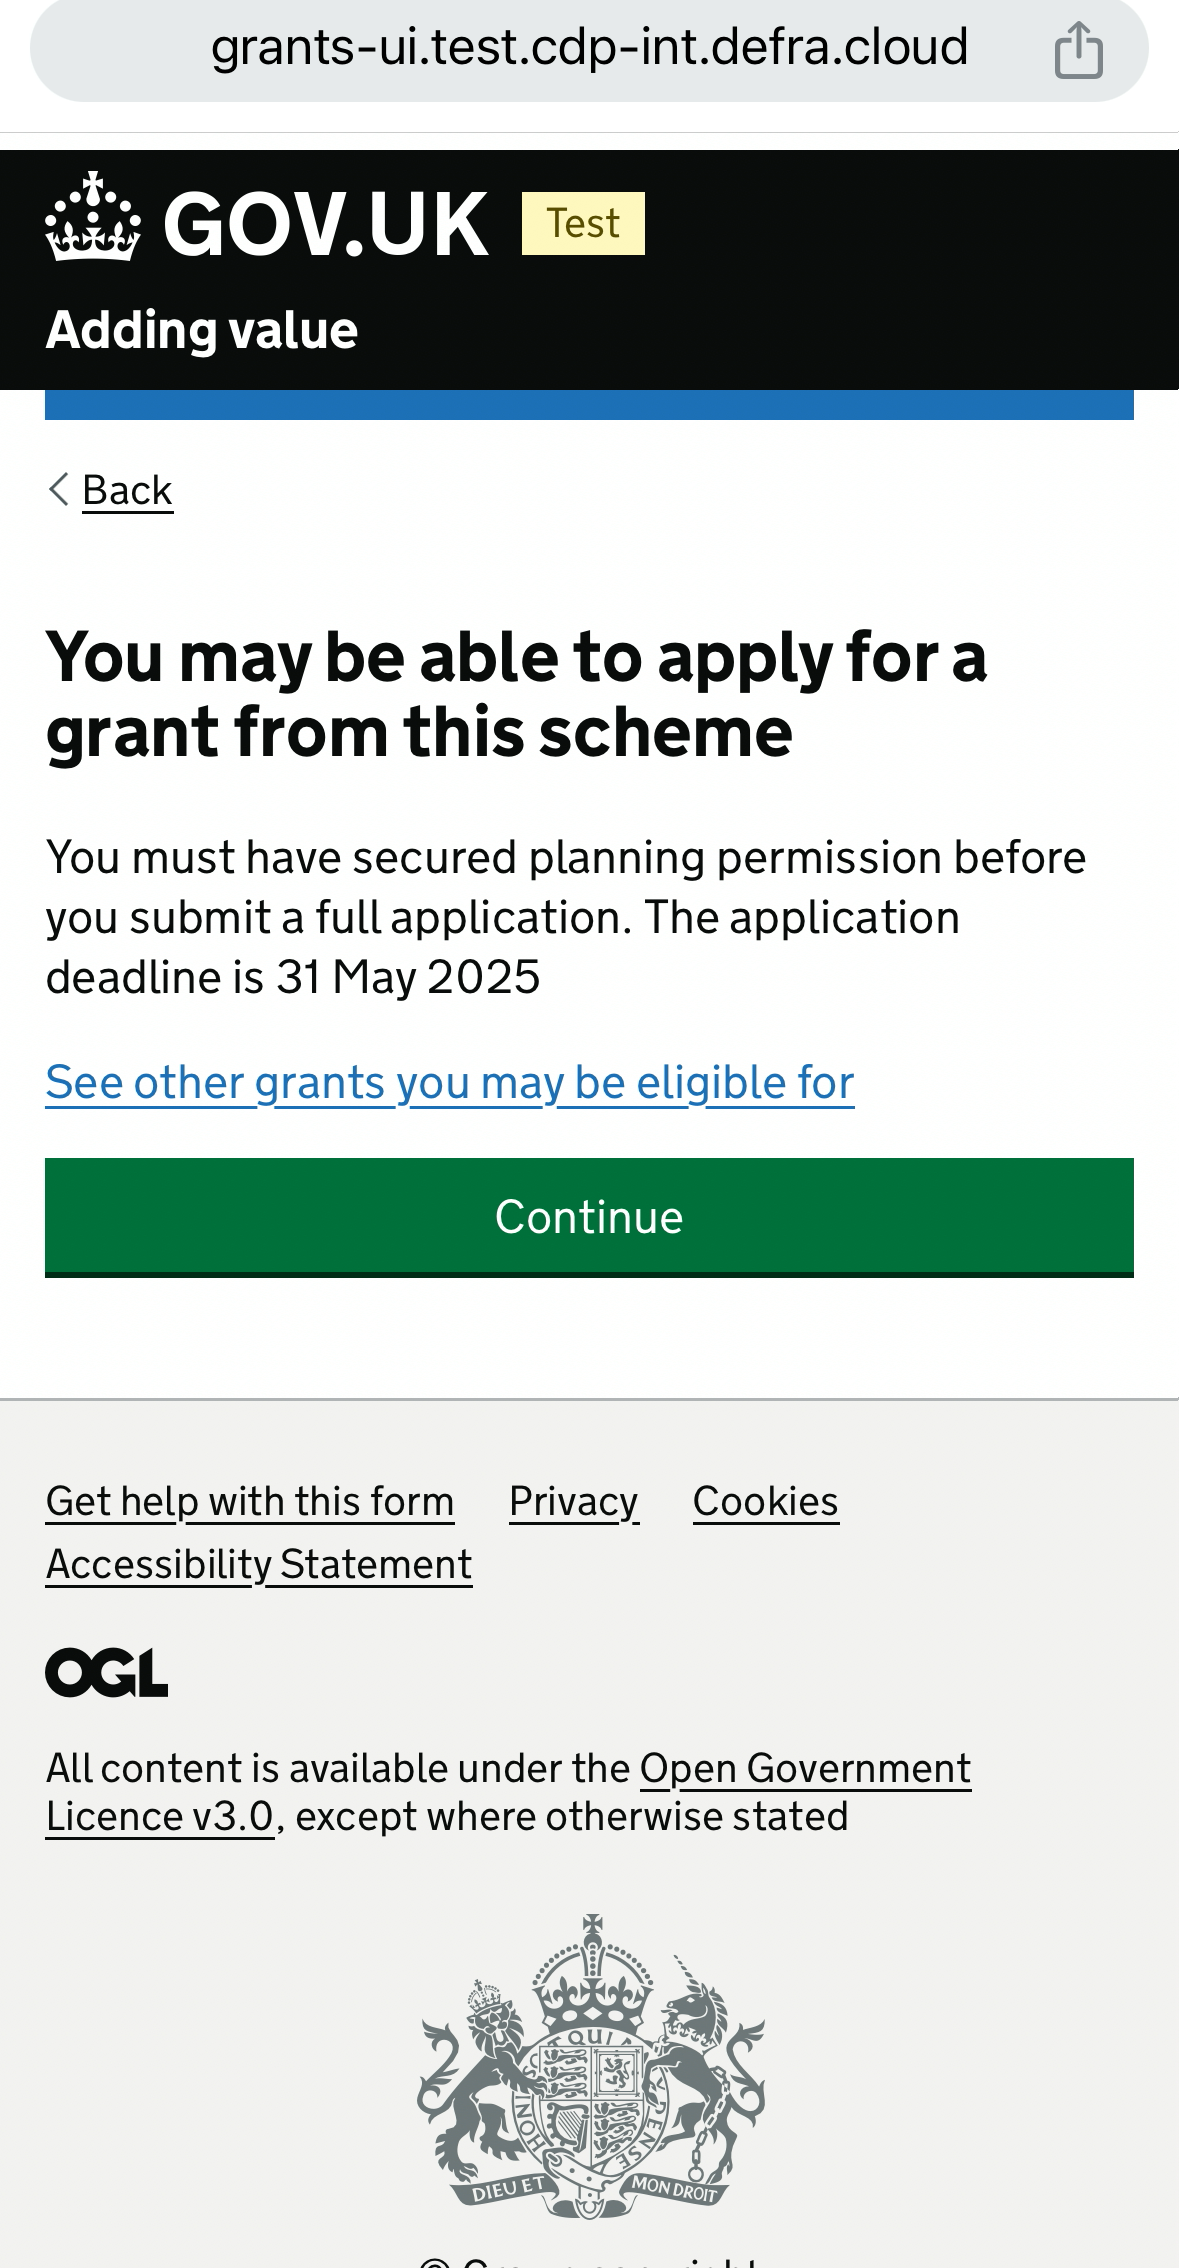 grants-ui.test.cdp-int.defra.cloud
GOV.UK Test
Adding value
Back
You may be able to apply for a
grant from this scheme
You must have secured planning permission before
you submit a full application. The application
deadline is 31 May 2025
See other grants you may be eligible for
Continue
Get help with this form Privacy Cookies
Accessibility Statement
OGL
All content is available under the Open Government
Licence v3.0, except where otherwise stated
QUI
HONI
PENSE
DIEU ET MON DROIT
© Crown copyright